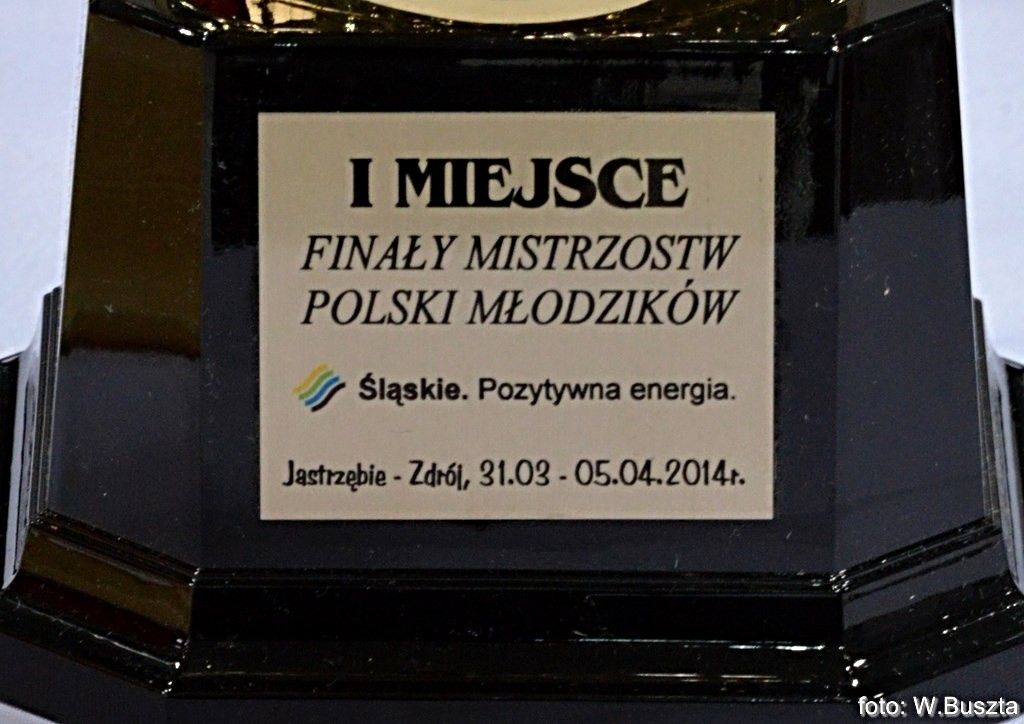 I MIEJSCE
FINAŁY MISTRZOSTW
POLSKI MŁODZIKÓW
Śląskie. Pozytywna energia.
Jastrzębie - Zdrój, 31.03 - 05.04.2014r.
foto: W.Buszta